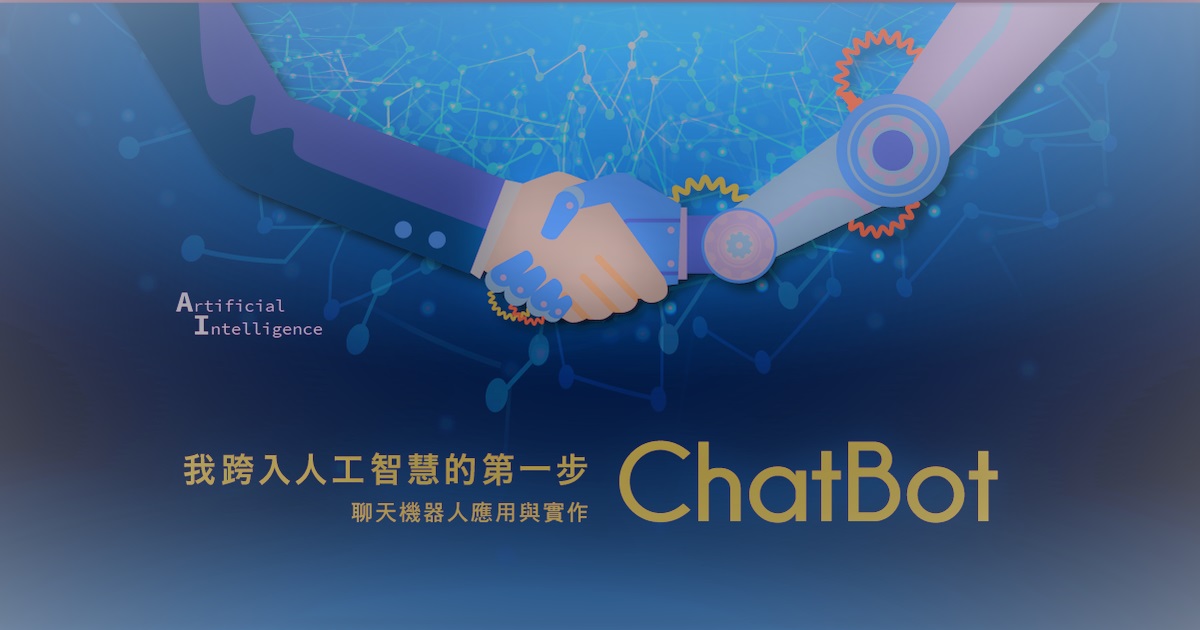 Artificial
Intelligence
我跨入人工智慧的第一步
聊天機器人應用與實作
ChatBot